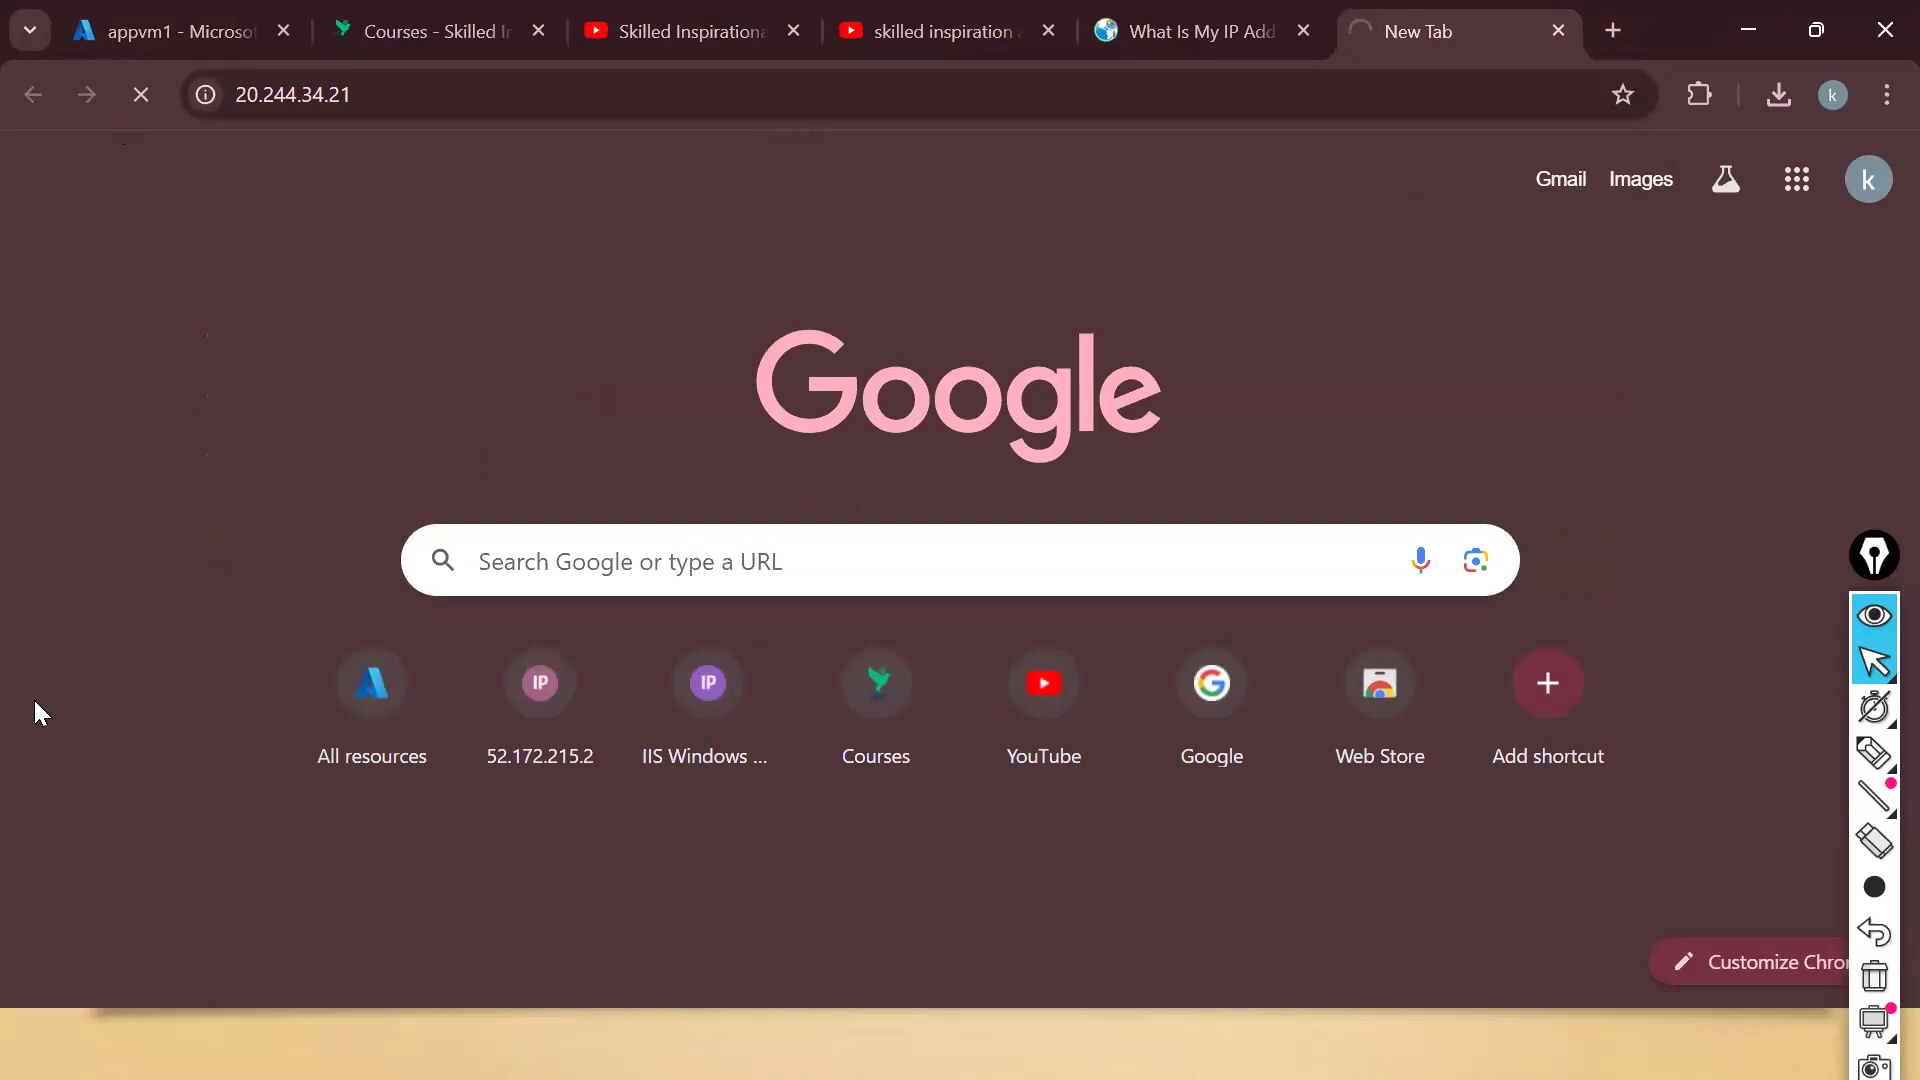 appvm1 - Microsof
Courses - Skilled I
Skilled Inspirationa
skilled inspiration a
What Is My IP Add
New Tab
20.244.34.21
k
Gmail
Images
k
Google
Search Google or type a URL
IP
IP
All resources
52.172.215.2
IIS Windows ...
Courses
YouTube
Google
Web Store
Add shortcut
Customize Chro